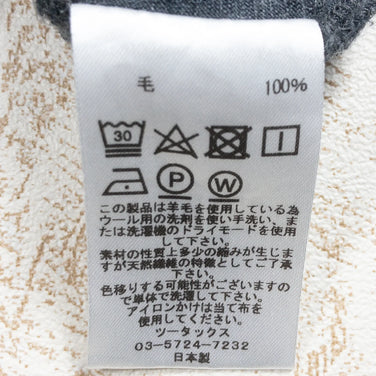 毛 100%
30
P W
この製品は羊毛を使用している為
ウール用の洗剤を使い手洗い、ま
たは洗濯機のドライモードを使用
して下さい。
素材の性質上多少の縮みが生じま
すが天然繊維の特徴としてご了承
下さい。
色移りする可能性がございますの
で単体で洗濯して下さい。
アイロンかけは当て布を
使用してください。
ツータックス
03-5724-7232
日本製